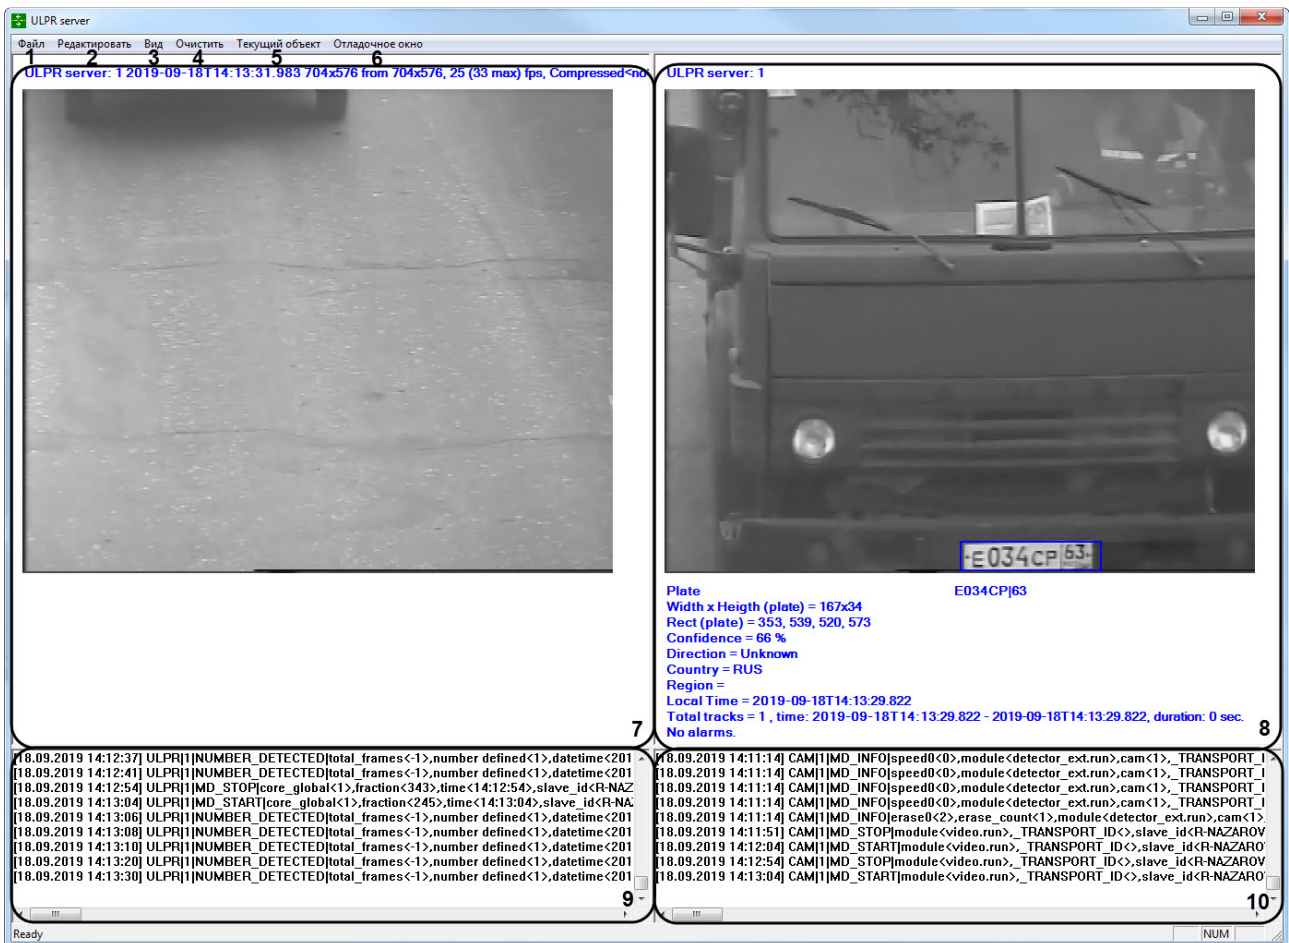 ULPR server
Файл Редактировать Вид Очистить Текущий объект Отладочное окно
1 2 3 4 5 6
ULPR server: 1 2019-09-18T14:13:31.983 704x576 from 704x576, 25 (33 max) fps, Compressed<no
7
ULPR server: 1
E034CP 63
Plate E034CP|63
Width x Heigth (plate) = 167x34
Rect (plate) = 353, 539, 520, 573
Confidence = 66 %
Direction = Unknown
Country = RUS
Region =
Local Time = 2019-09-18T14:13:29.822
Total tracks = 1 , time: 2019-09-18T14:13:29.822 - 2019-09-18T14:13:29.822, duration: 0 sec.
No alarms.
8
[18.09.2019 14:12:37] ULPR|1|NUMBER_DETECTED|total_frames<-1>,number defined<1>,datetime<201
[18.09.2019 14:12:41] ULPR|1|NUMBER_DETECTED|total_frames<-1>,number defined<1>,datetime<201
[18.09.2019 14:12:54] ULPR|1|MD_STOP|core_global<1>,fraction<343>,time<14:12:54>,slave_id<R-NAZ
[18.09.2019 14:13:04] ULPR|1|MD_START|core_global<1>,fraction<245>,time<14:13:04>,slave_id<R-NAZ
[18.09.2019 14:13:06] ULPR|1|NUMBER_DETECTED|total_frames<-1>,number defined<1>,datetime<201
[18.09.2019 14:13:08] ULPR|1|NUMBER_DETECTED|total_frames<-1>,number defined<1>,datetime<201
[18.09.2019 14:13:10] ULPR|1|NUMBER_DETECTED|total_frames<-1>,number defined<1>,datetime<201
[18.09.2019 14:13:20] ULPR|1|NUMBER_DETECTED|total_frames<-1>,number defined<1>,datetime<201
[18.09.2019 14:13:30] ULPR|1|NUMBER_DETECTED|total_frames<-1>,number defined<1>,datetime<201
9
[18.09.2019 14:11:14] CAM|1|MD_INFO|speed0<0>,module<detector_ext.run>,cam<1>,_TRANSPORT_I
[18.09.2019 14:11:14] CAM|1|MD_INFO|speed0<0>,module<detector_ext.run>,cam<1>,_TRANSPORT_I
[18.09.2019 14:11:14] CAM|1|MD_INFO|speed0<0>,module<detector_ext.run>,cam<1>,_TRANSPORT_I
[18.09.2019 14:11:14] CAM|1|MD_INFO|speed0<0>,module<detector_ext.run>,cam<1>,_TRANSPORT_I
[18.09.2019 14:11:14] CAM|1|MD_INFO|erase0<2>,erase_count<1>,module<detector_ext.run>,cam<1>,
[18.09.2019 14:11:51] CAM|1|MD_STOP|module<video.run>,_TRANSPORT_ID<>,slave_id<R-NAZAROV
[18.09.2019 14:12:04] CAM|1|MD_START|module<video.run>,_TRANSPORT_ID<>,slave_id<R-NAZARO
[18.09.2019 14:12:54] CAM|1|MD_STOP|module<video.run>,_TRANSPORT_ID<>,slave_id<R-NAZAROV
[18.09.2019 14:13:04] CAM|1|MD_START|module<video.run>,_TRANSPORT_ID<>,slave_id<R-NAZARO
10
Ready NUM